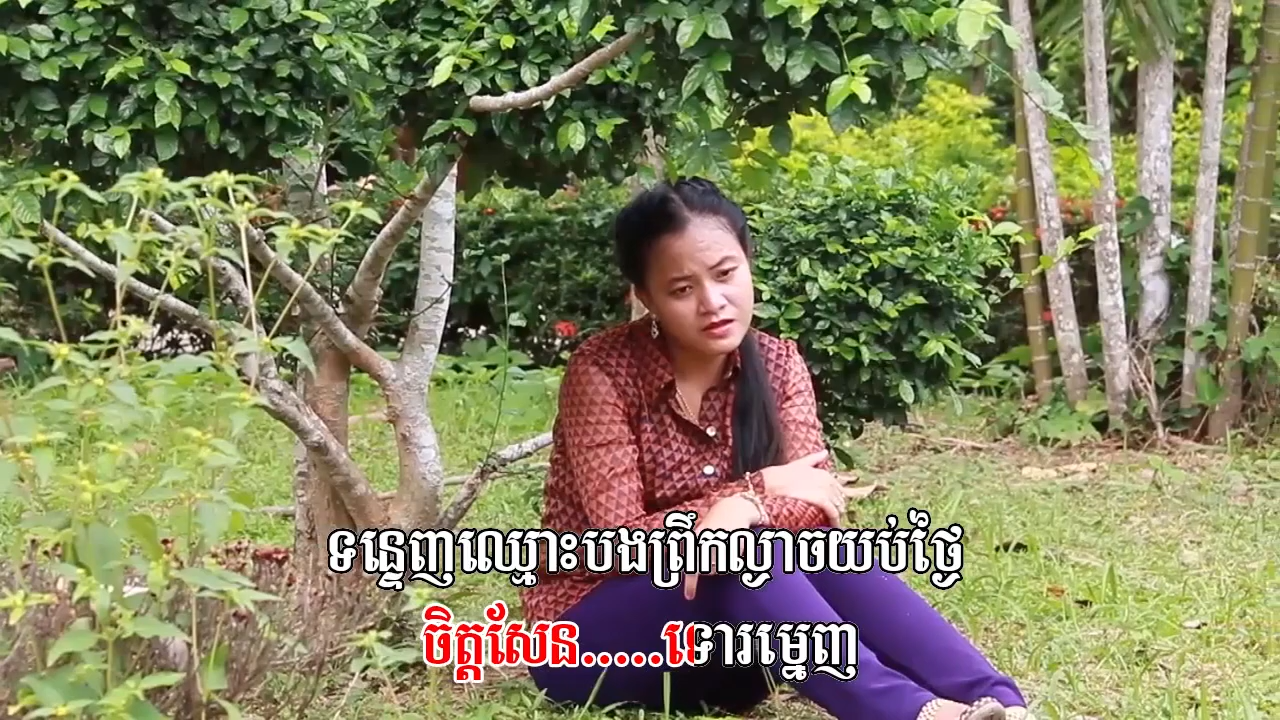 ទន្ទេញឈ្មោះបងព្រឹកល្ងាចយប់ថ្ងៃ
ចិត្តសែន.....ទោរម្នេញ